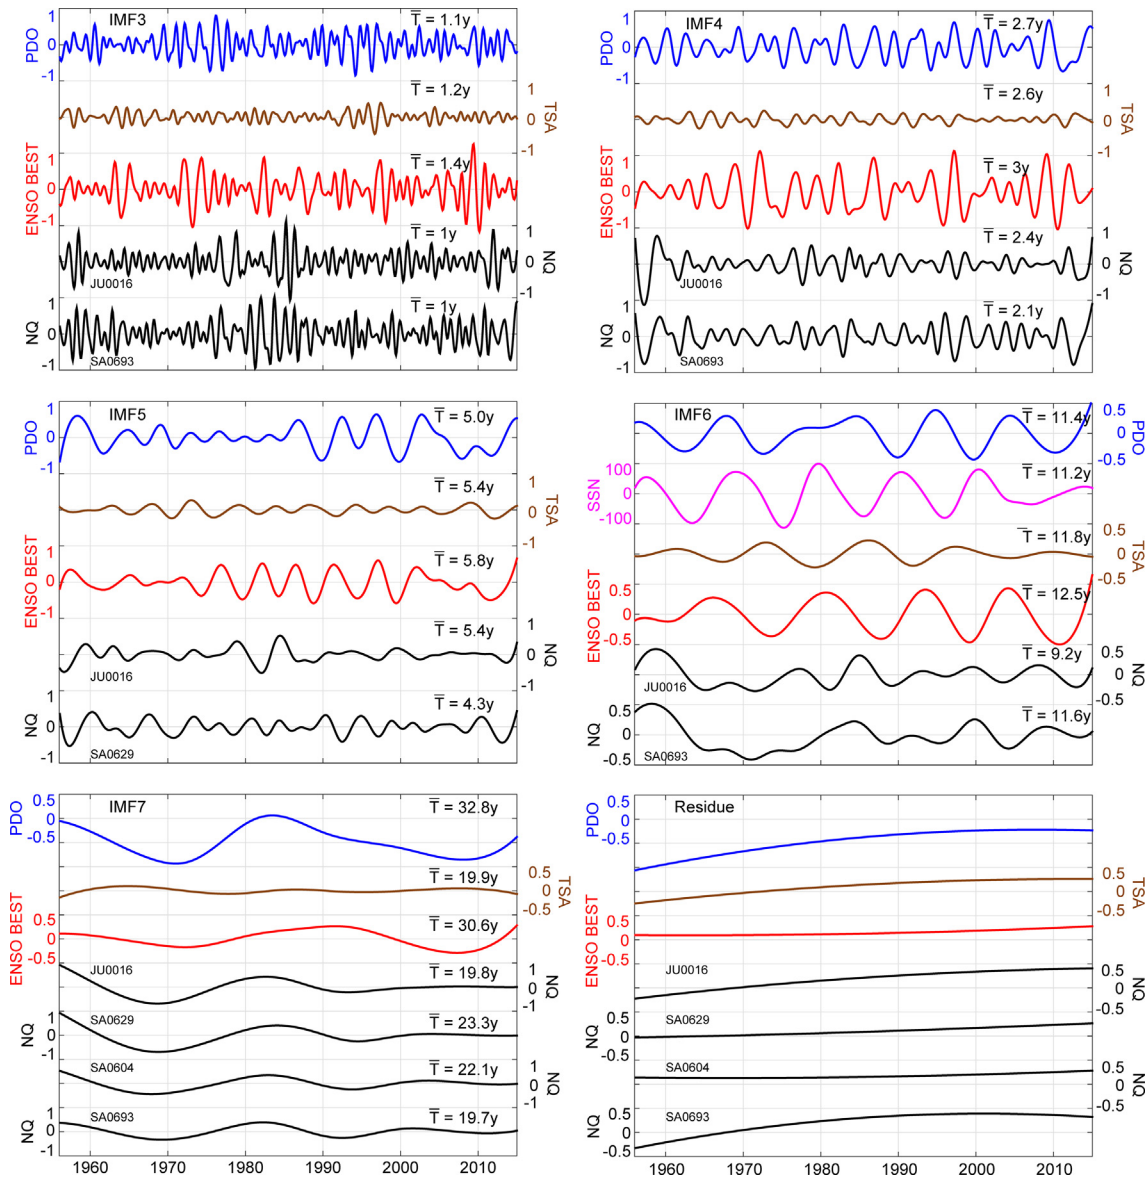 IMF3
PDO
1
0
1
T̅ = 1.1y
T̅ = 1.2y
1
0
-1
TSA
ENSO BEST
1
0
-1
T̅ = 1.4y
T̅ = 1y
1
0
-1
NQ
JU0016
NQ
1
0
-1
T̅ = 1y
SA0693
IMF4
PDO
1
0
-1
T̅ = 2.7y
T̅ = 2.6y
1
0
-1
TSA
ENSO BEST
1
0
-1
T̅ = 3y
T̅ = 2.4y
1
0
-1
NQ
JU0016
NQ
1
0
-1
T̅ = 2.1y
SA0693
IMF5
PDO
1
0
-1
T̅ = 5.0y
T̅ = 5.4y
1
0
-1
TSA
ENSO BEST
1
0
-1
T̅ = 5.8y
T̅ = 5.4y
1
0
-1
NQ
JU0016
NQ
1
0
-1
T̅ = 4.3y
SA0629
IMF6
0.5
0
-0.5
PDO
T̅ = 11.4y
SSN
100
0
-100
T̅ = 11.2y
T̅ = 11.8y
0.5
0
-0.5
TSA
ENSO BEST
0.5
0
-0.5
T̅ = 12.5y
T̅ = 9.2y
0.5
0
-0.5
NQ
JU0016
NQ
0.5
0
-0.5
T̅ = 11.6y
SA0693
IMF7
PDO
0.5
0
-0.5
T̅ = 32.8y
T̅ = 19.9y
0.5
0
-0.5
TSA
ENSO BEST
0.5
0
-0.5
T̅ = 30.6y
JU0016
T̅ = 19.8y
1
0
-1
NQ
NQ
1
0
-1
SA0629
T̅ = 23.3y
SA0604
T̅ = 22.1y
1
0
-1
NQ
NQ
1
0
-1
SA0693
T̅ = 19.7y
1960 1970 1980 1990 2000 2010
Residue
PDO
0.5
0
-0.5
0.5
0
-0.5
TSA
ENSO BEST
0.5
0
-0.5
JU0016
0.5
0
-0.5
NQ
NQ
0.5
0
-0.5
SA0629
SA0604
0.5
0
-0.5
NQ
NQ
0.5
0
-0.5
SA0693
1960 1970 1980 1990 2000 2010